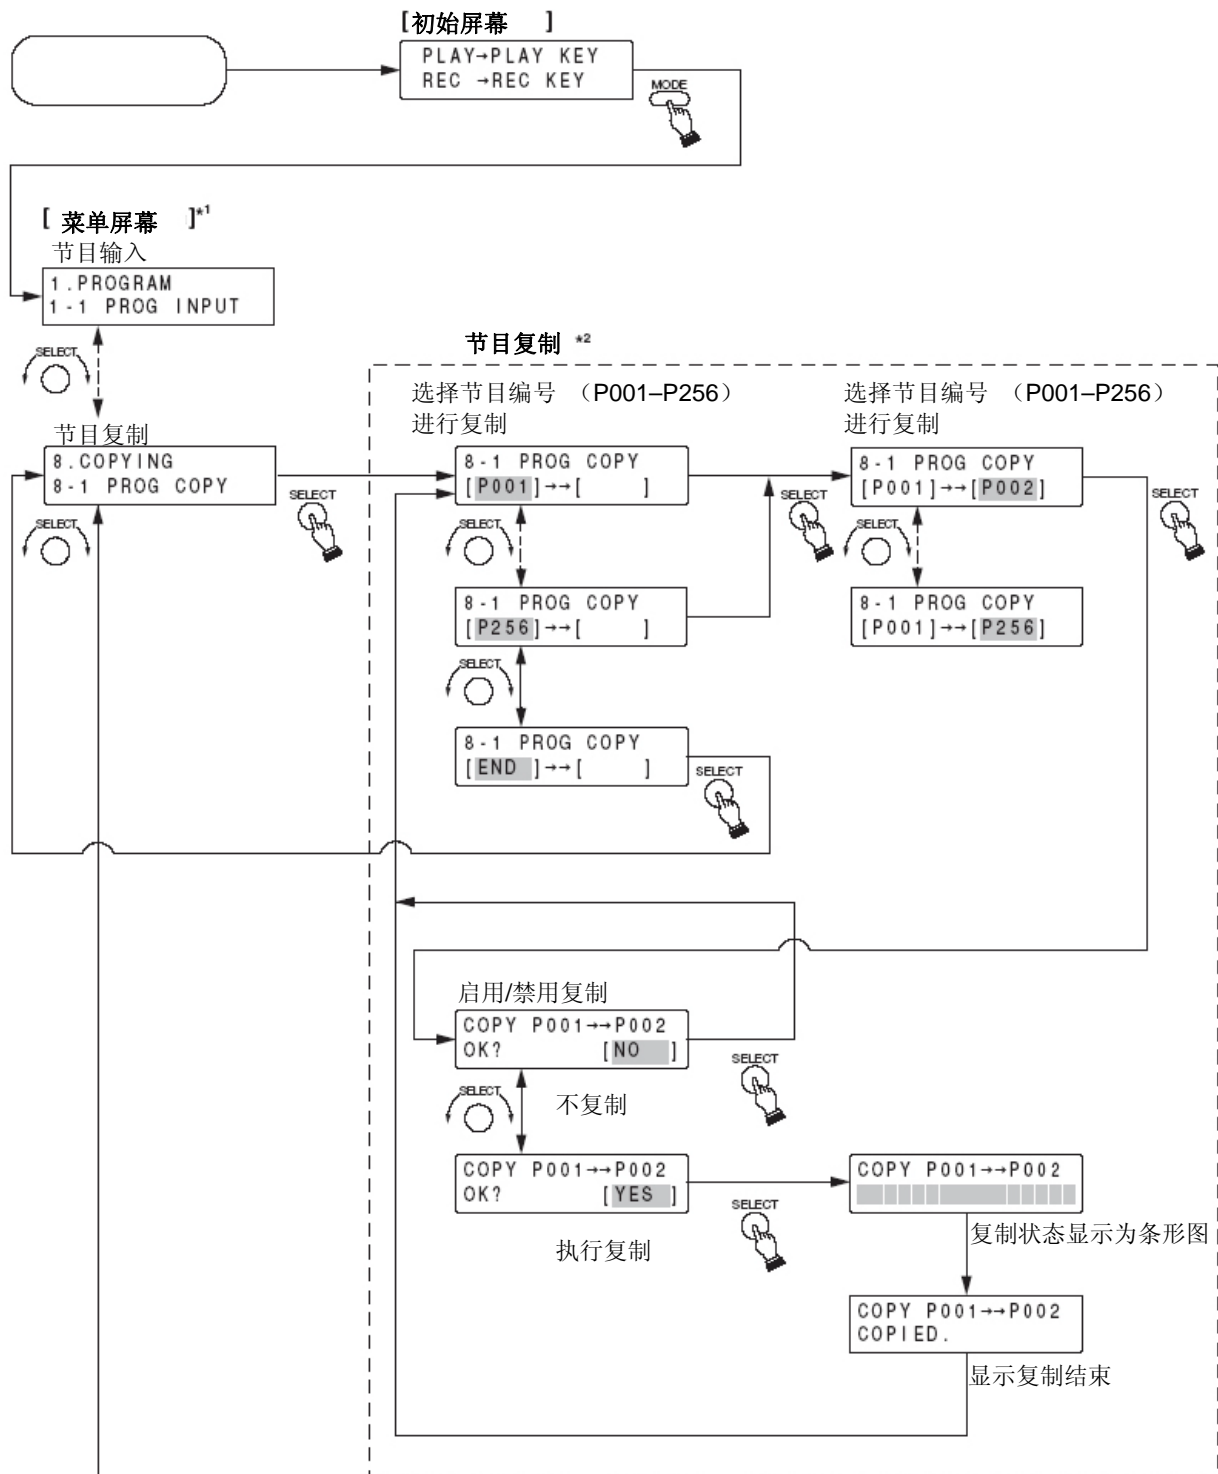 [初始屏幕 ]
PLAY→PLAY KEY
REC →REC KEY
MODE
[ 菜单屏幕 ]*1
节目输入
1.PROGRAM
1-1 PROG INPUT
SELECT
节目复制
8.COPYING
8-1 PROG COPY
SELECT
SELECT
节目复制 *2
选择节目编号 （P001–P256）
进行复制
8-1 PROG COPY
[P001]→→[ ]
SELECT
SELECT
8-1 PROG COPY
[P256]→→[ ]
SELECT
8-1 PROG COPY
[END ]→→[ ]
SELECT
选择节目编号 （P001–P256）
进行复制
8-1 PROG COPY
[P001]→→[P002]
SELECT
SELECT
8-1 PROG COPY
[P001]→→[P256]
启用/禁用复制
COPY P001→→P002
OK? [NO ]
SELECT
SELECT
不复制
COPY P001→→P002
OK? [YES ]
SELECT
执行复制
COPY P001→→P002
复制状态显示为条形图
COPY P001→→P002
COPIED.
显示复制结束